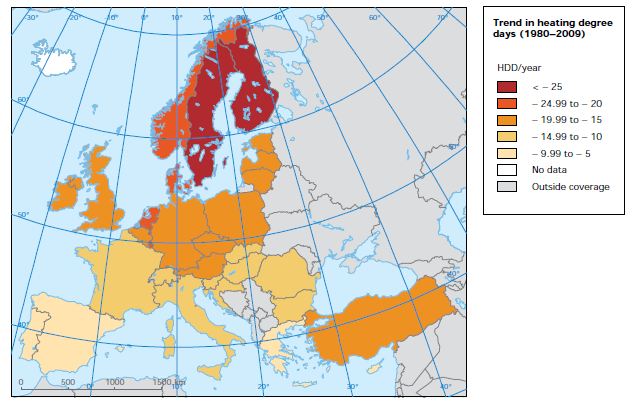 -30°
-20°
-10°
0°
10°
20°
30°
40°
50°
60°
70°
60°
50°
50°
40°
40°
0
500
1000
1500 km
0°
10°
20°
30°
40°
Trend in heating degree
days (1980–2009)
HDD/year
< – 25
– 24.99 to – 20
– 19.99 to – 15
– 14.99 to – 10
– 9.99 to – 5
No data
Outside coverage